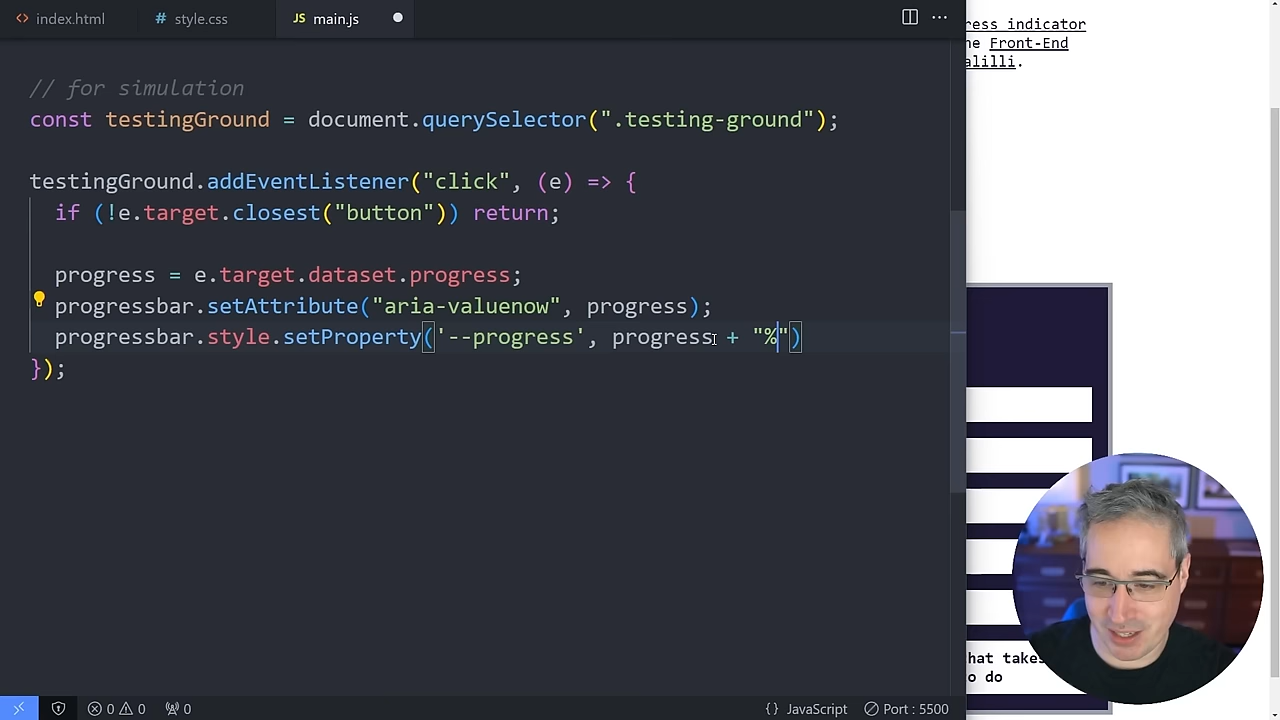 index.html
# style.css
JS main.js
ress indicator
he Front-End
alilli.
// for simulation
const testingGround = document.querySelector(".testing-ground");
testingGround.addEventListener("click", (e) => {
if (!e.target.closest("button")) return;
progress = e.target.dataset.progress;
progressbar.setAttribute("aria-valuenow", progress);
progressbar.style.setProperty('--progress', progress + "%")
});
hat takes
o do
0 0 0
{} JavaScript Port : 5500